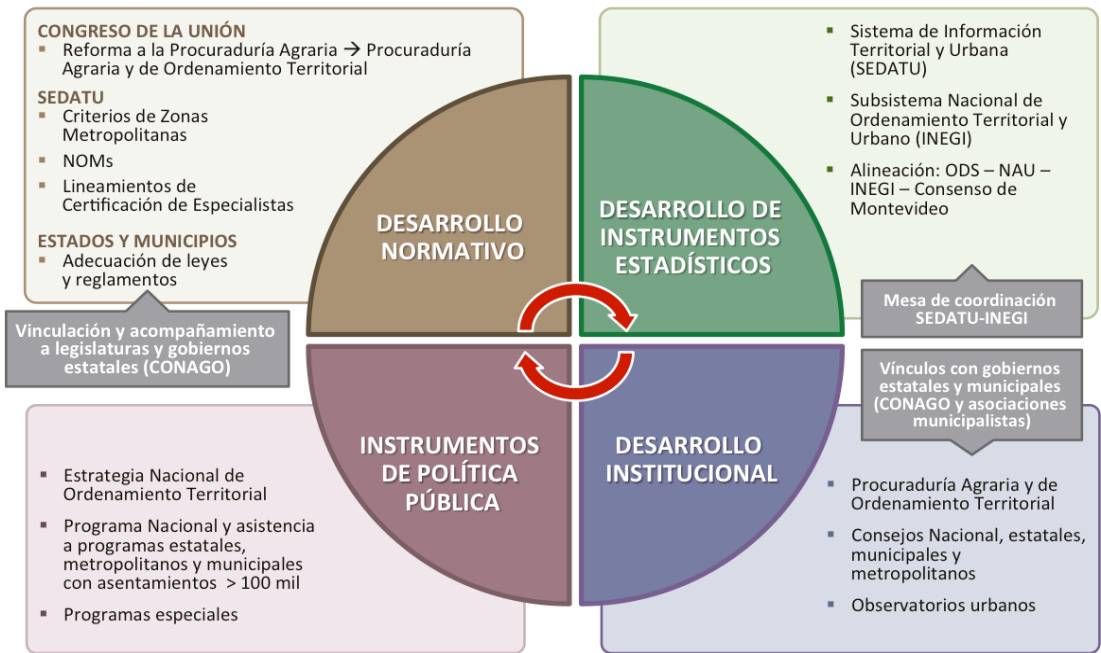 CONGRESO DE LA UNIÓN
▪ Reforma a la Procuraduría Agraria → Procuraduría
Agraria y de Ordenamiento Territorial
SEDATU
▪ Criterios de Zonas
Metropolitanas
▪ NOMs
▪ Lineamientos de
Certificación de Especialistas
ESTADOS Y MUNICIPIOS
▪ Adecuación de leyes
y reglamentos
Vinculación y acompañamiento
a legislaturas y gobiernos
estatales (CONAGO)
DESARROLLO
NORMATIVO
DESARROLLO DE
INSTRUMENTOS
ESTADÍSTICOS
▪ Sistema de Información
Territorial y Urbana
(SEDATU)
▪ Subsistema Nacional de
Ordenamiento Territorial y
Urbano (INEGI)
▪ Alineación: ODS – NAU –
INEGI – Consenso de
Montevideo
Mesa de coordinación
SEDATU-INEGI
INSTRUMENTOS
DE POLÍTICA
PÚBLICA
▪ Estrategia Nacional de
Ordenamiento Territorial
▪ Programa Nacional y asistencia
a programas estatales,
metropolitanos y municipales
con asentamientos > 100 mil
▪ Programas especiales
DESARROLLO
INSTITUCIONAL
Vínculos con gobiernos
estatales y municipales
(CONAGO y asociaciones
municipalistas)
▪ Procuraduría Agraria y de
Ordenamiento Territorial
▪ Consejos Nacional, estatales,
municipales y
metropolitanos
▪ Observatorios urbanos